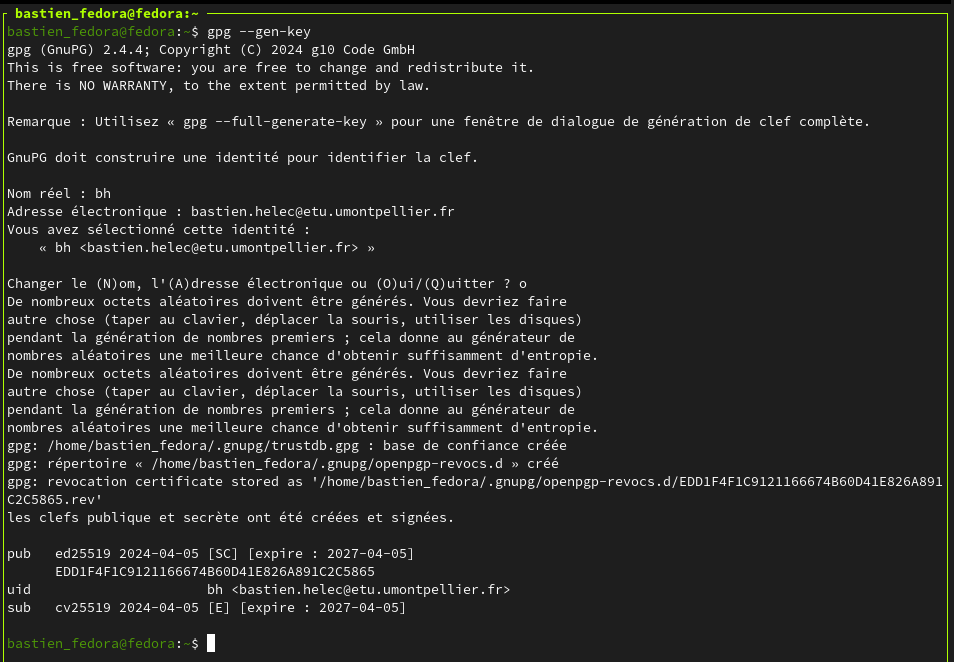 bastien_fedora@fedora:~
bastien_fedora@fedora:~$ gpg --gen-key
gpg (GnuPG) 2.4.4; Copyright (C) 2024 g10 Code GmbH
This is free software: you are free to change and redistribute it.
There is NO WARRANTY, to the extent permitted by law.
Remarque : Utilisez « gpg --full-generate-key » pour une fenêtre de dialogue de génération de clef complète.
GnuPG doit construire une identité pour identifier la clef.
Nom réel : bh
Adresse électronique : bastien.helec@etu.umontpellier.fr
Vous avez sélectionné cette identité :
« bh <bastien.helec@etu.umontpellier.fr> »
Changer le (N)om, l'(A)dresse électronique ou (O)ui/(Q)uitter ? o
De nombreux octets aléatoires doivent être générés. Vous devriez faire
autre chose (taper au clavier, déplacer la souris, utiliser les disques)
pendant la génération de nombres premiers ; cela donne au générateur de
nombres aléatoires une meilleure chance d'obtenir suffisamment d'entropie.
De nombreux octets aléatoires doivent être générés. Vous devriez faire
autre chose (taper au clavier, déplacer la souris, utiliser les disques)
pendant la génération de nombres premiers ; cela donne au générateur de
nombres aléatoires une meilleure chance d'obtenir suffisamment d'entropie.
gpg: /home/bastien_fedora/.gnupg/trustdb.gpg : base de confiance créée
gpg: répertoire « /home/bastien_fedora/.gnupg/openpgp-revocs.d » créé
gpg: revocation certificate stored as '/home/bastien_fedora/.gnupg/openpgp-revocs.d/EDD1F4F1C9121166674B60D41E826A891
C2C5865.rev'
les clefs publique et secrète ont été créées et signées.
pub   ed25519 2024-04-05 [SC] [expire : 2027-04-05]
EDD1F4F1C9121166674B60D41E826A891C2C5865
uid                      bh <bastien.helec@etu.umontpellier.fr>
sub   cv25519 2024-04-05 [E] [expire : 2027-04-05]
bastien_fedora@fedora:~$